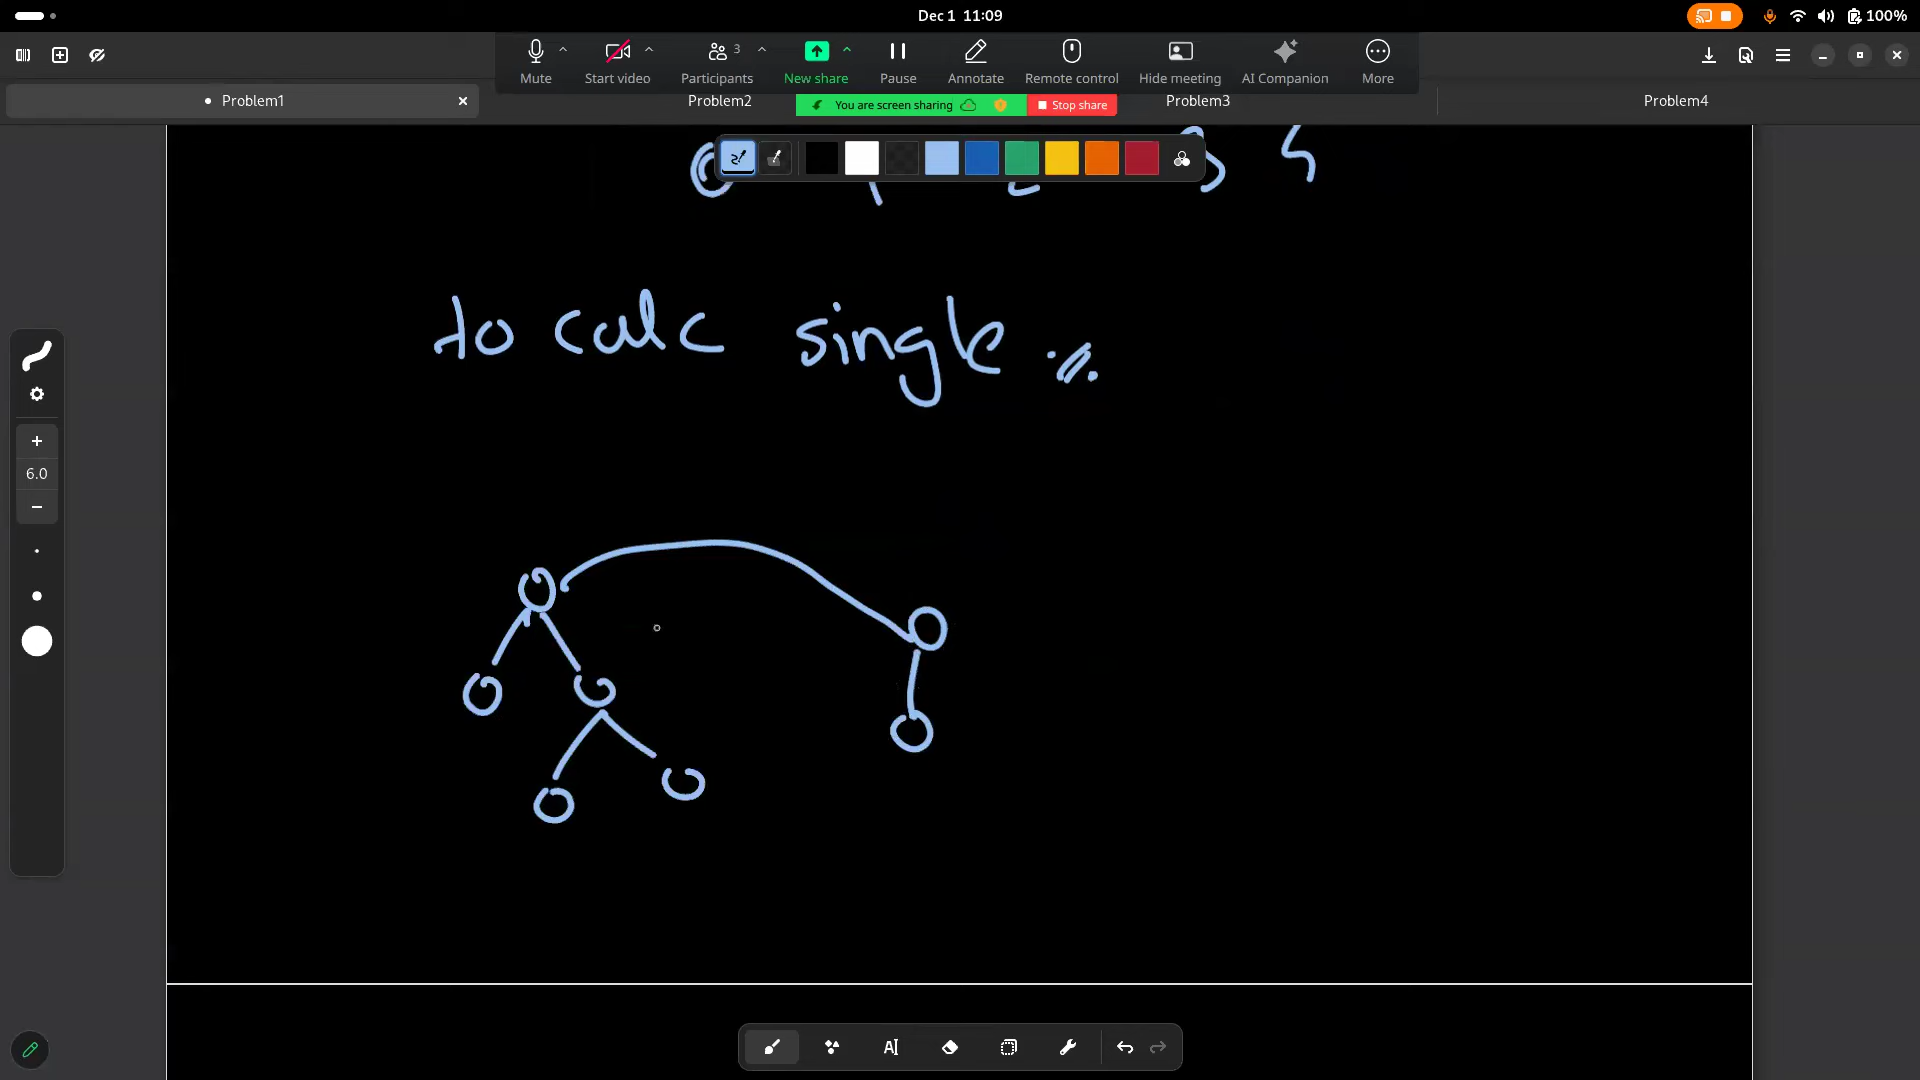 Dec 1 11:09
Mute
Start video
3
Participants
New share
Pause
Annotate
Remote control
Hide meeting
AI Companion
More
100%
Problem1
Problem2
You are screen sharing
Stop share
Problem3
Problem4
to calc single
6.0
AI